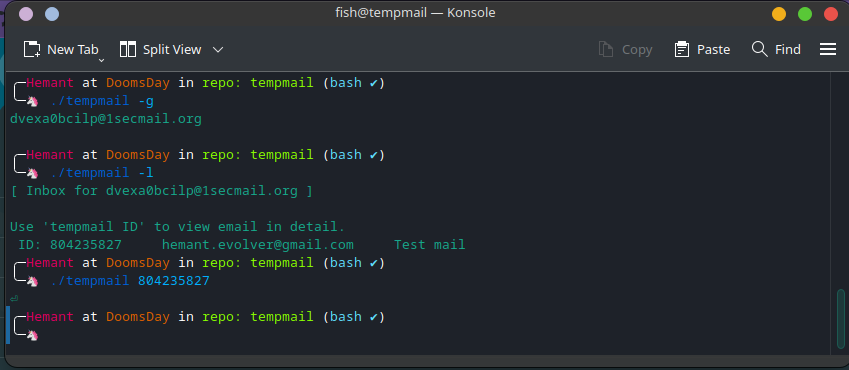 fish@tempmail — Konsole
New Tab Split View Copy Paste Find
Hemant at DoomsDay in repo: tempmail (bash ✔)
🦄 ./tempmail -g
dvexa0bcilp@1secmail.org
Hemant at DoomsDay in repo: tempmail (bash ✔)
🦄 ./tempmail -l
[ Inbox for dvexa0bcilp@1secmail.org ]
Use 'tempmail ID' to view email in detail.
ID: 804235827 hemant.evolver@gmail.com Test mail
Hemant at DoomsDay in repo: tempmail (bash ✔)
🦄 ./tempmail 804235827
⏎
Hemant at DoomsDay in repo: tempmail (bash ✔)
🦄